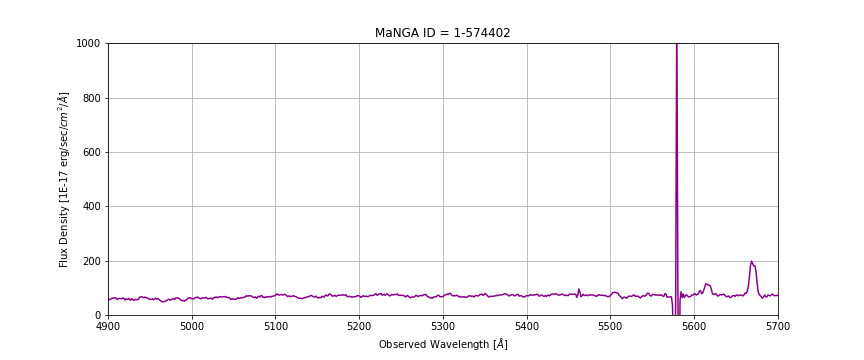 MaNGA ID = 1-574402
Flux Density [1E-17 erg/sec/cm²/Å]
1000
800
600
400
200
0
4900 5000 5100 5200 5300 5400 5500 5600 5700
Observed Wavelength [Å]